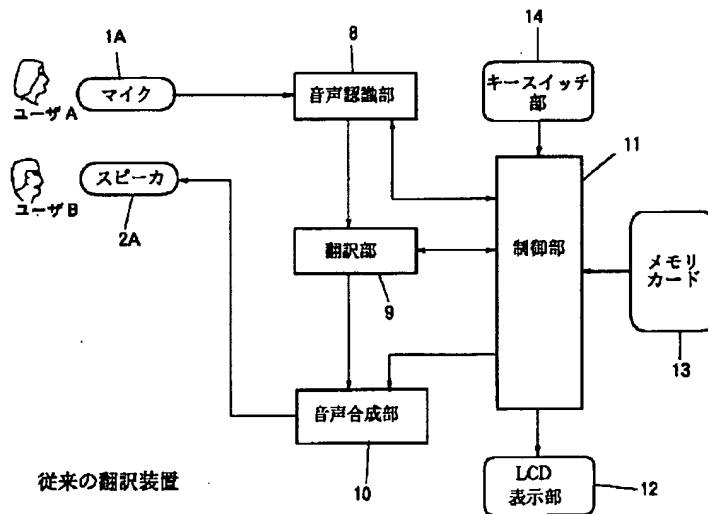 1A
8
14
マイク
音声認識部
キースイッチ
部
ユーザA
11
スピーカ
ユーザB
2A
翻訳部
制御部
メモリ
カード
9
13
音声合成部
10
LCD
表示部
12
従来の翻訳装置